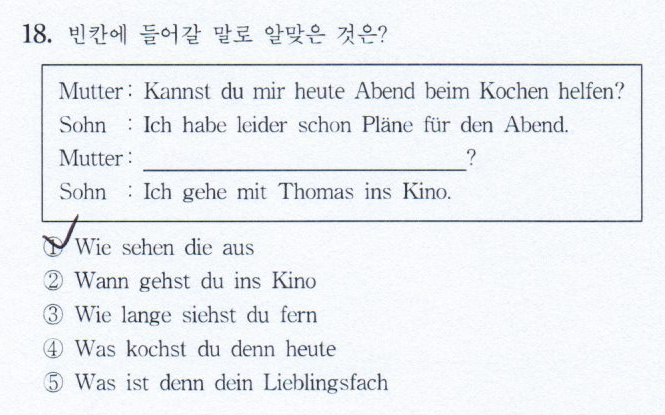 18. 빈칸에 들어갈 말로 알맞은 것은?
Mutter : Kannst du mir heute Abend beim Kochen helfen?
Sohn : Ich habe leider schon Pläne für den Abend.
Mutter : ______________________________?
Sohn : Ich gehe mit Thomas ins Kino.
① Wie sehen die aus
② Wann gehst du ins Kino
③ Wie lange siehst du fern
④ Was kochst du denn heute
⑤ Was ist denn dein Lieblingsfach